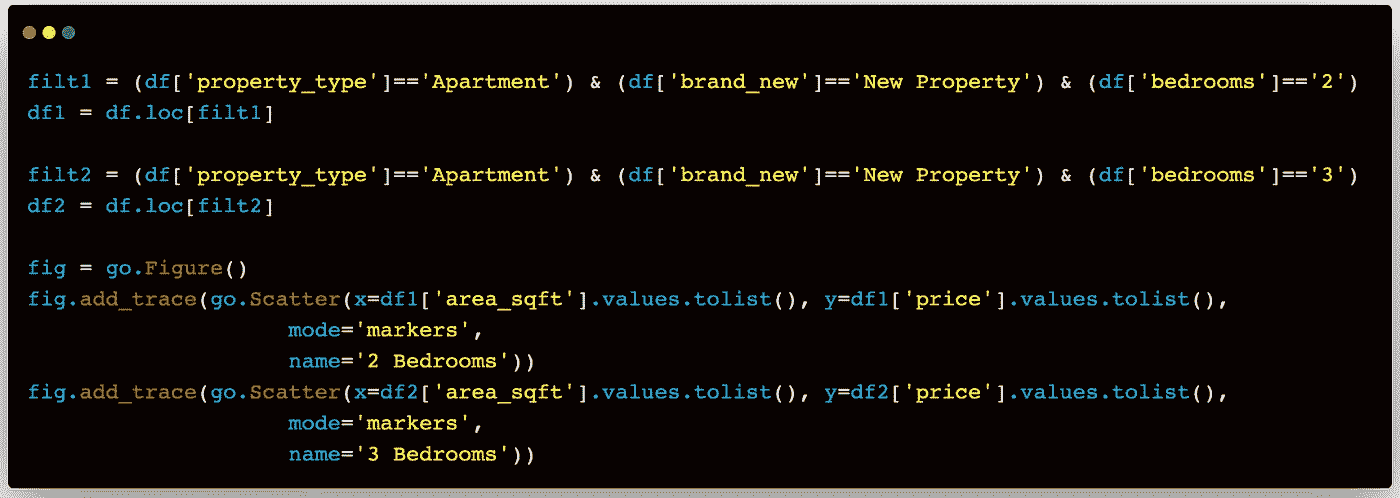 filt1 = (df['property_type']=='Apartment') & (df['brand_new']=='New Property') & (df['bedrooms']=='2')
df1 = df.loc[filt1]

filt2 = (df['property_type']=='Apartment') & (df['brand_new']=='New Property') & (df['bedrooms']=='3')
df2 = df.loc[filt2]

fig = go.Figure()
fig.add_trace(go.Scatter(x=df1['area_sqft'].values.tolist(), y=df1['price'].values.tolist(),
                    mode='markers',
                    name='2 Bedrooms'))
fig.add_trace(go.Scatter(x=df2['area_sqft'].values.tolist(), y=df2['price'].values.tolist(),
                    mode='markers',
                    name='3 Bedrooms'))